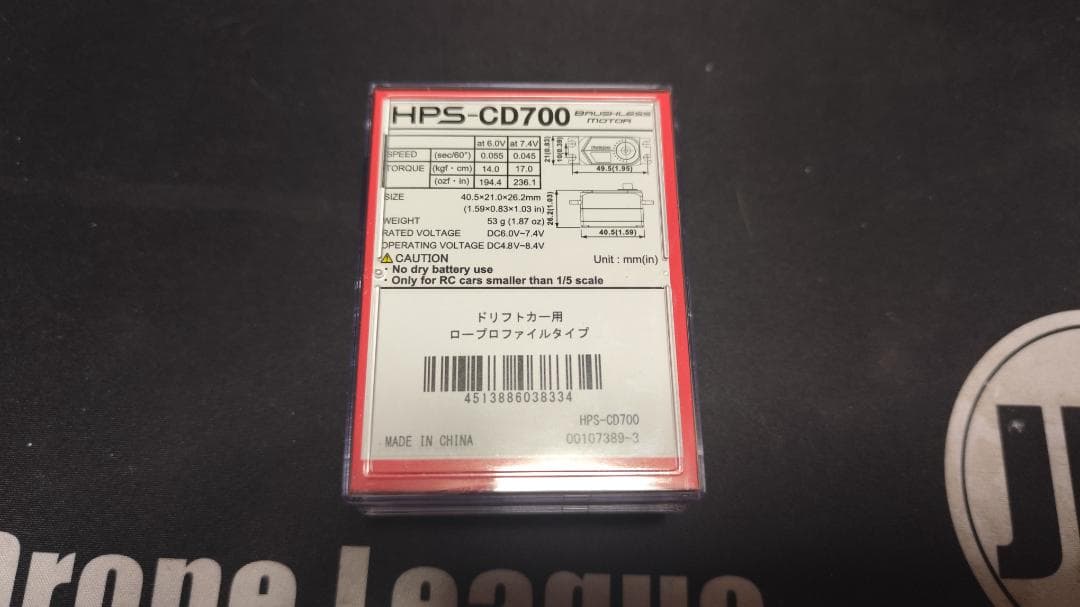 HPS-CD700 BRUSHLESS MOTOR
at 6.0V at 7.4V
SPEED (sec/60°) 0.055 0.045
TORQUE (kgf・cm) 14.0 17.0
(ozf・in) 194.4 236.1
21(0.83)
10(0.39)
49.5(1.95)
SIZE 40.5×21.0×26.2mm
(1.59×0.83×1.03 in)
26.2(1.03)
40.5(1.59)
WEIGHT 53 g (1.87 oz)
RATED VOLTAGE DC6.0V~7.4V
OPERATING VOLTAGE DC4.8V~8.4V
Unit : mm(in)
CAUTION
・No dry battery use
・Only for RC cars smaller than 1/5 scale
ドリフトカー用
ロープロファイルタイプ
4513886038334
HPS-CD700
MADE IN CHINA 00107389-3
Drone League
J